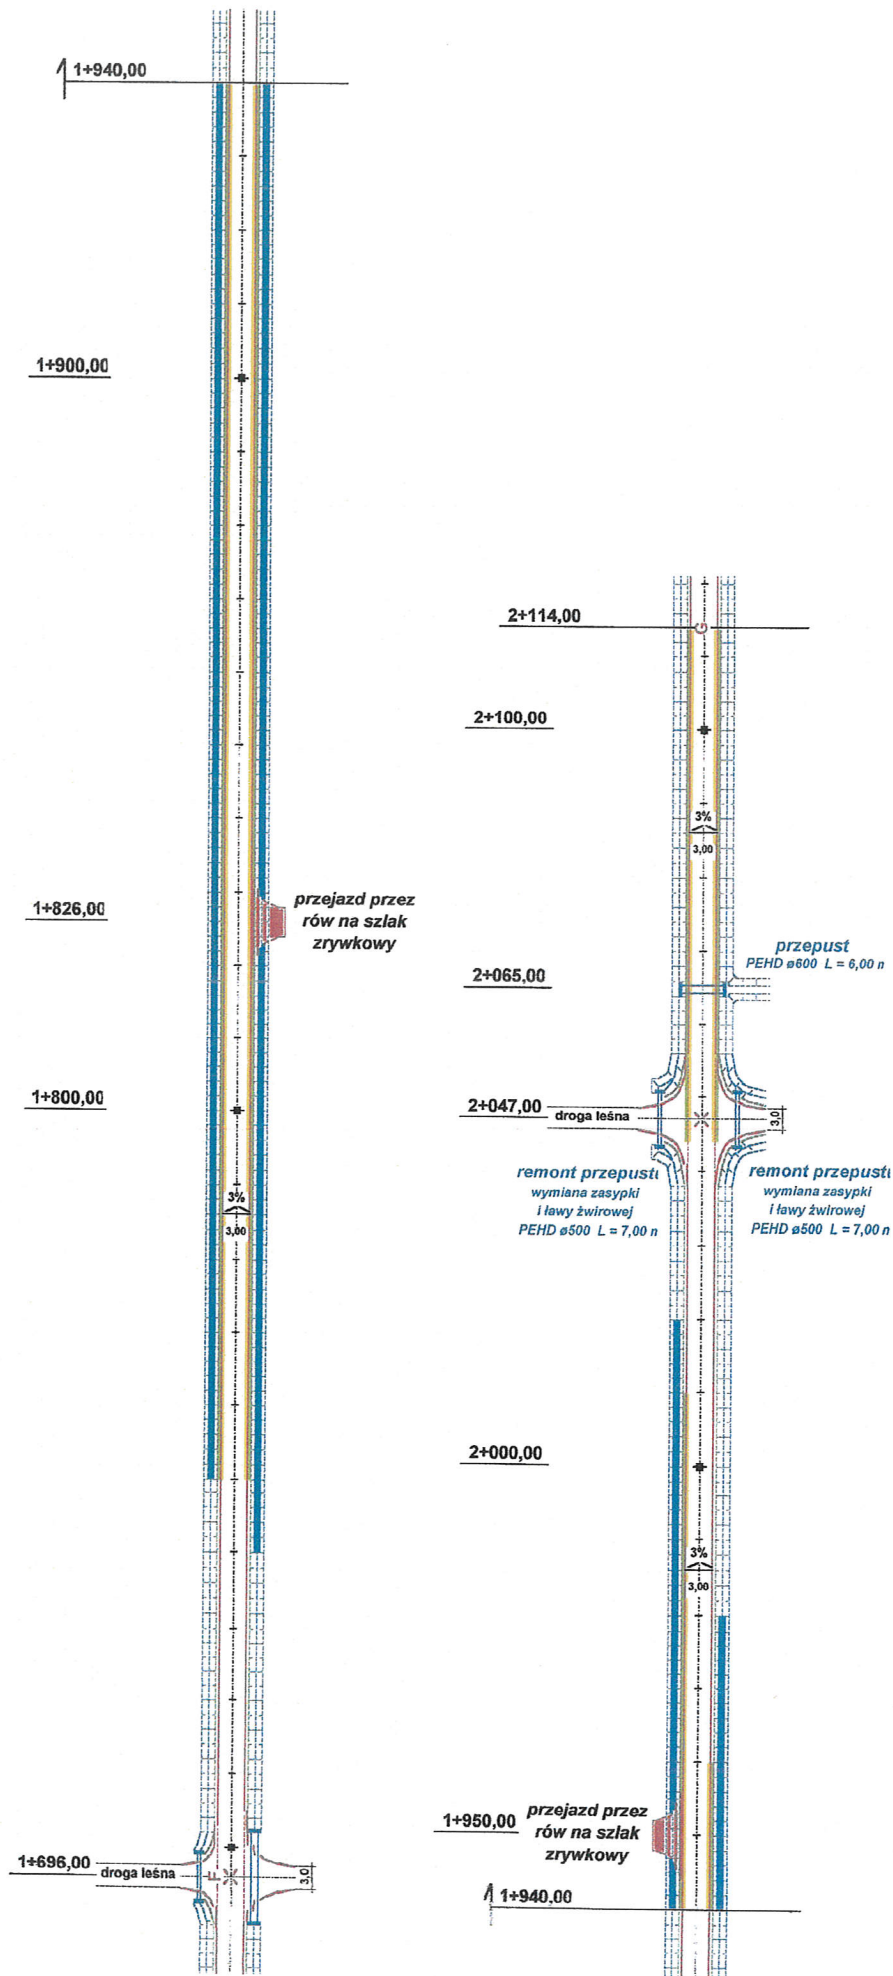 1+940,00
1+900,00
1+826,00
przejazd przez
rów na szlak
zrywkowy
1+800,00
3%
3,00
1+696,00
droga leśna
F
3,0
2+114,00
G
2+100,00
3%
3,00
przepust
PEHD ø600 L = 6,00
2+065,00
2+047,00
droga leśna
3,0
remont przepustu
wymiana zasypki
i ławy żwirowej
PEHD ø500 L = 7,00
remont przepustu
wymiana zasypki
i ławy żwirowej
PEHD ø500 L = 7,00
2+000,00
3%
3,00
1+950,00
przejazd przez
rów na szlak
zrywkowy
1+940,00